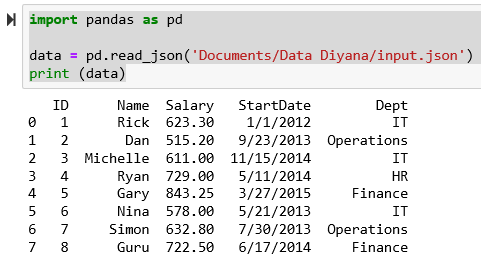 import pandas as pd
data = pd.read_json('Documents/Data Diyana/input.json')
print (data)
ID Name Salary StartDate Dept
0 1 Rick 623.30 1/1/2012 IT
1 2 Dan 515.20 9/23/2013 Operations
2 3 Michelle 611.00 11/15/2014 IT
3 4 Ryan 729.00 5/11/2014 HR
4 5 Gary 843.25 3/27/2015 Finance
5 6 Nina 578.00 5/21/2013 IT
6 7 Simon 632.80 7/30/2013 Operations
7 8 Guru 722.50 6/17/2014 Finance